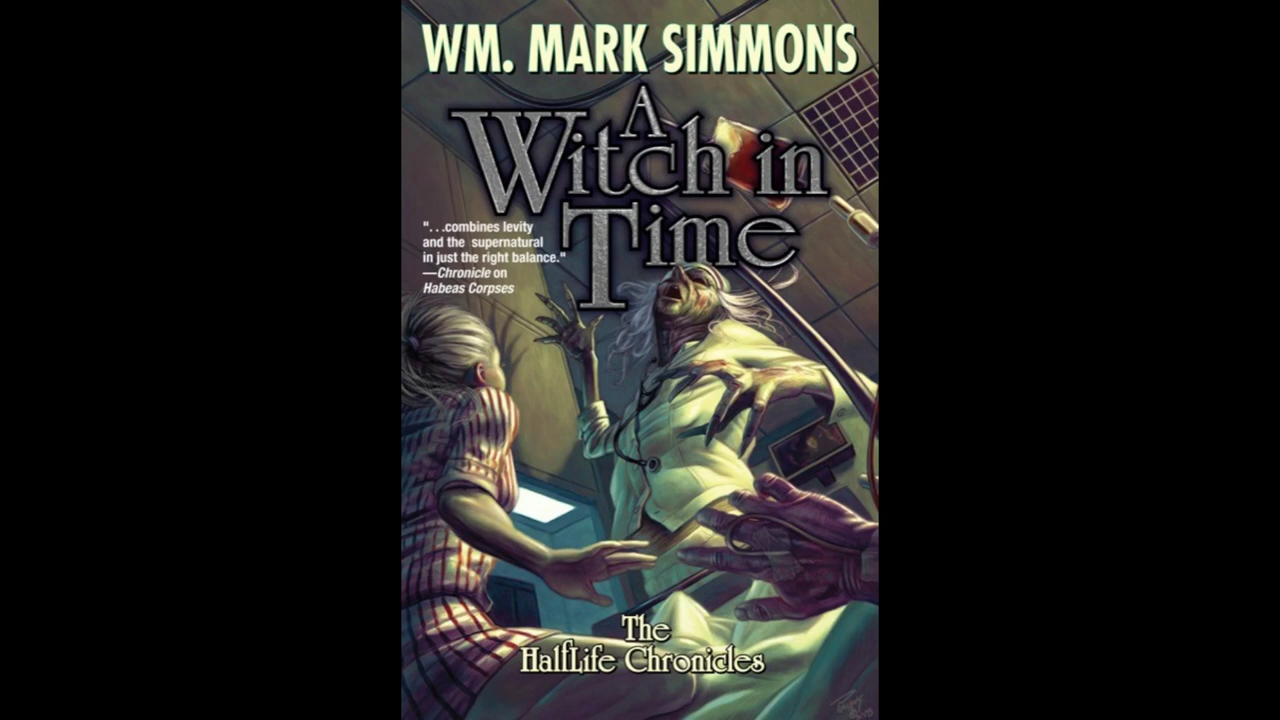 WM. MARK SIMMONS
A
Witch in
Time
". . .combines levity
and the supernatural
in just the right balance."
—Chronicle on
Habeas Corpses
The
HalfLife Chronicles